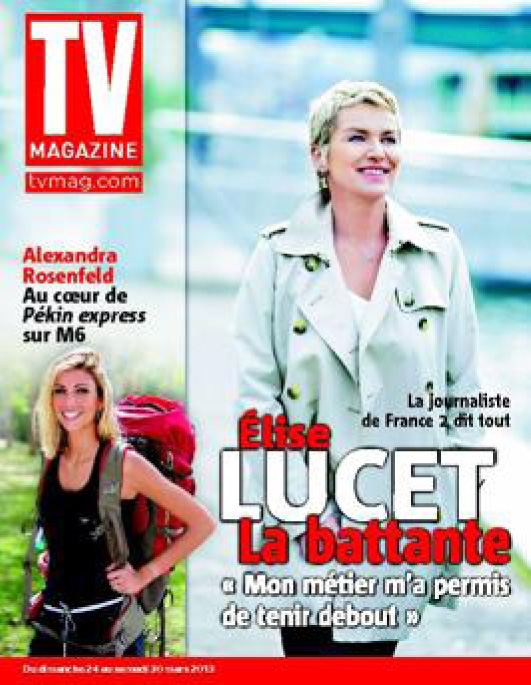 TV
MAGAZINE
tvmag.com
Alexandra
Rosenfeld
Au cœur de
Pékin express
sur M6
La journaliste
de France 2 dit tout
Élise
LUCET
La battante
« Mon métier m'a permis
de tenir debout »
Du dimanche 24 au samedi 30 mars 2013